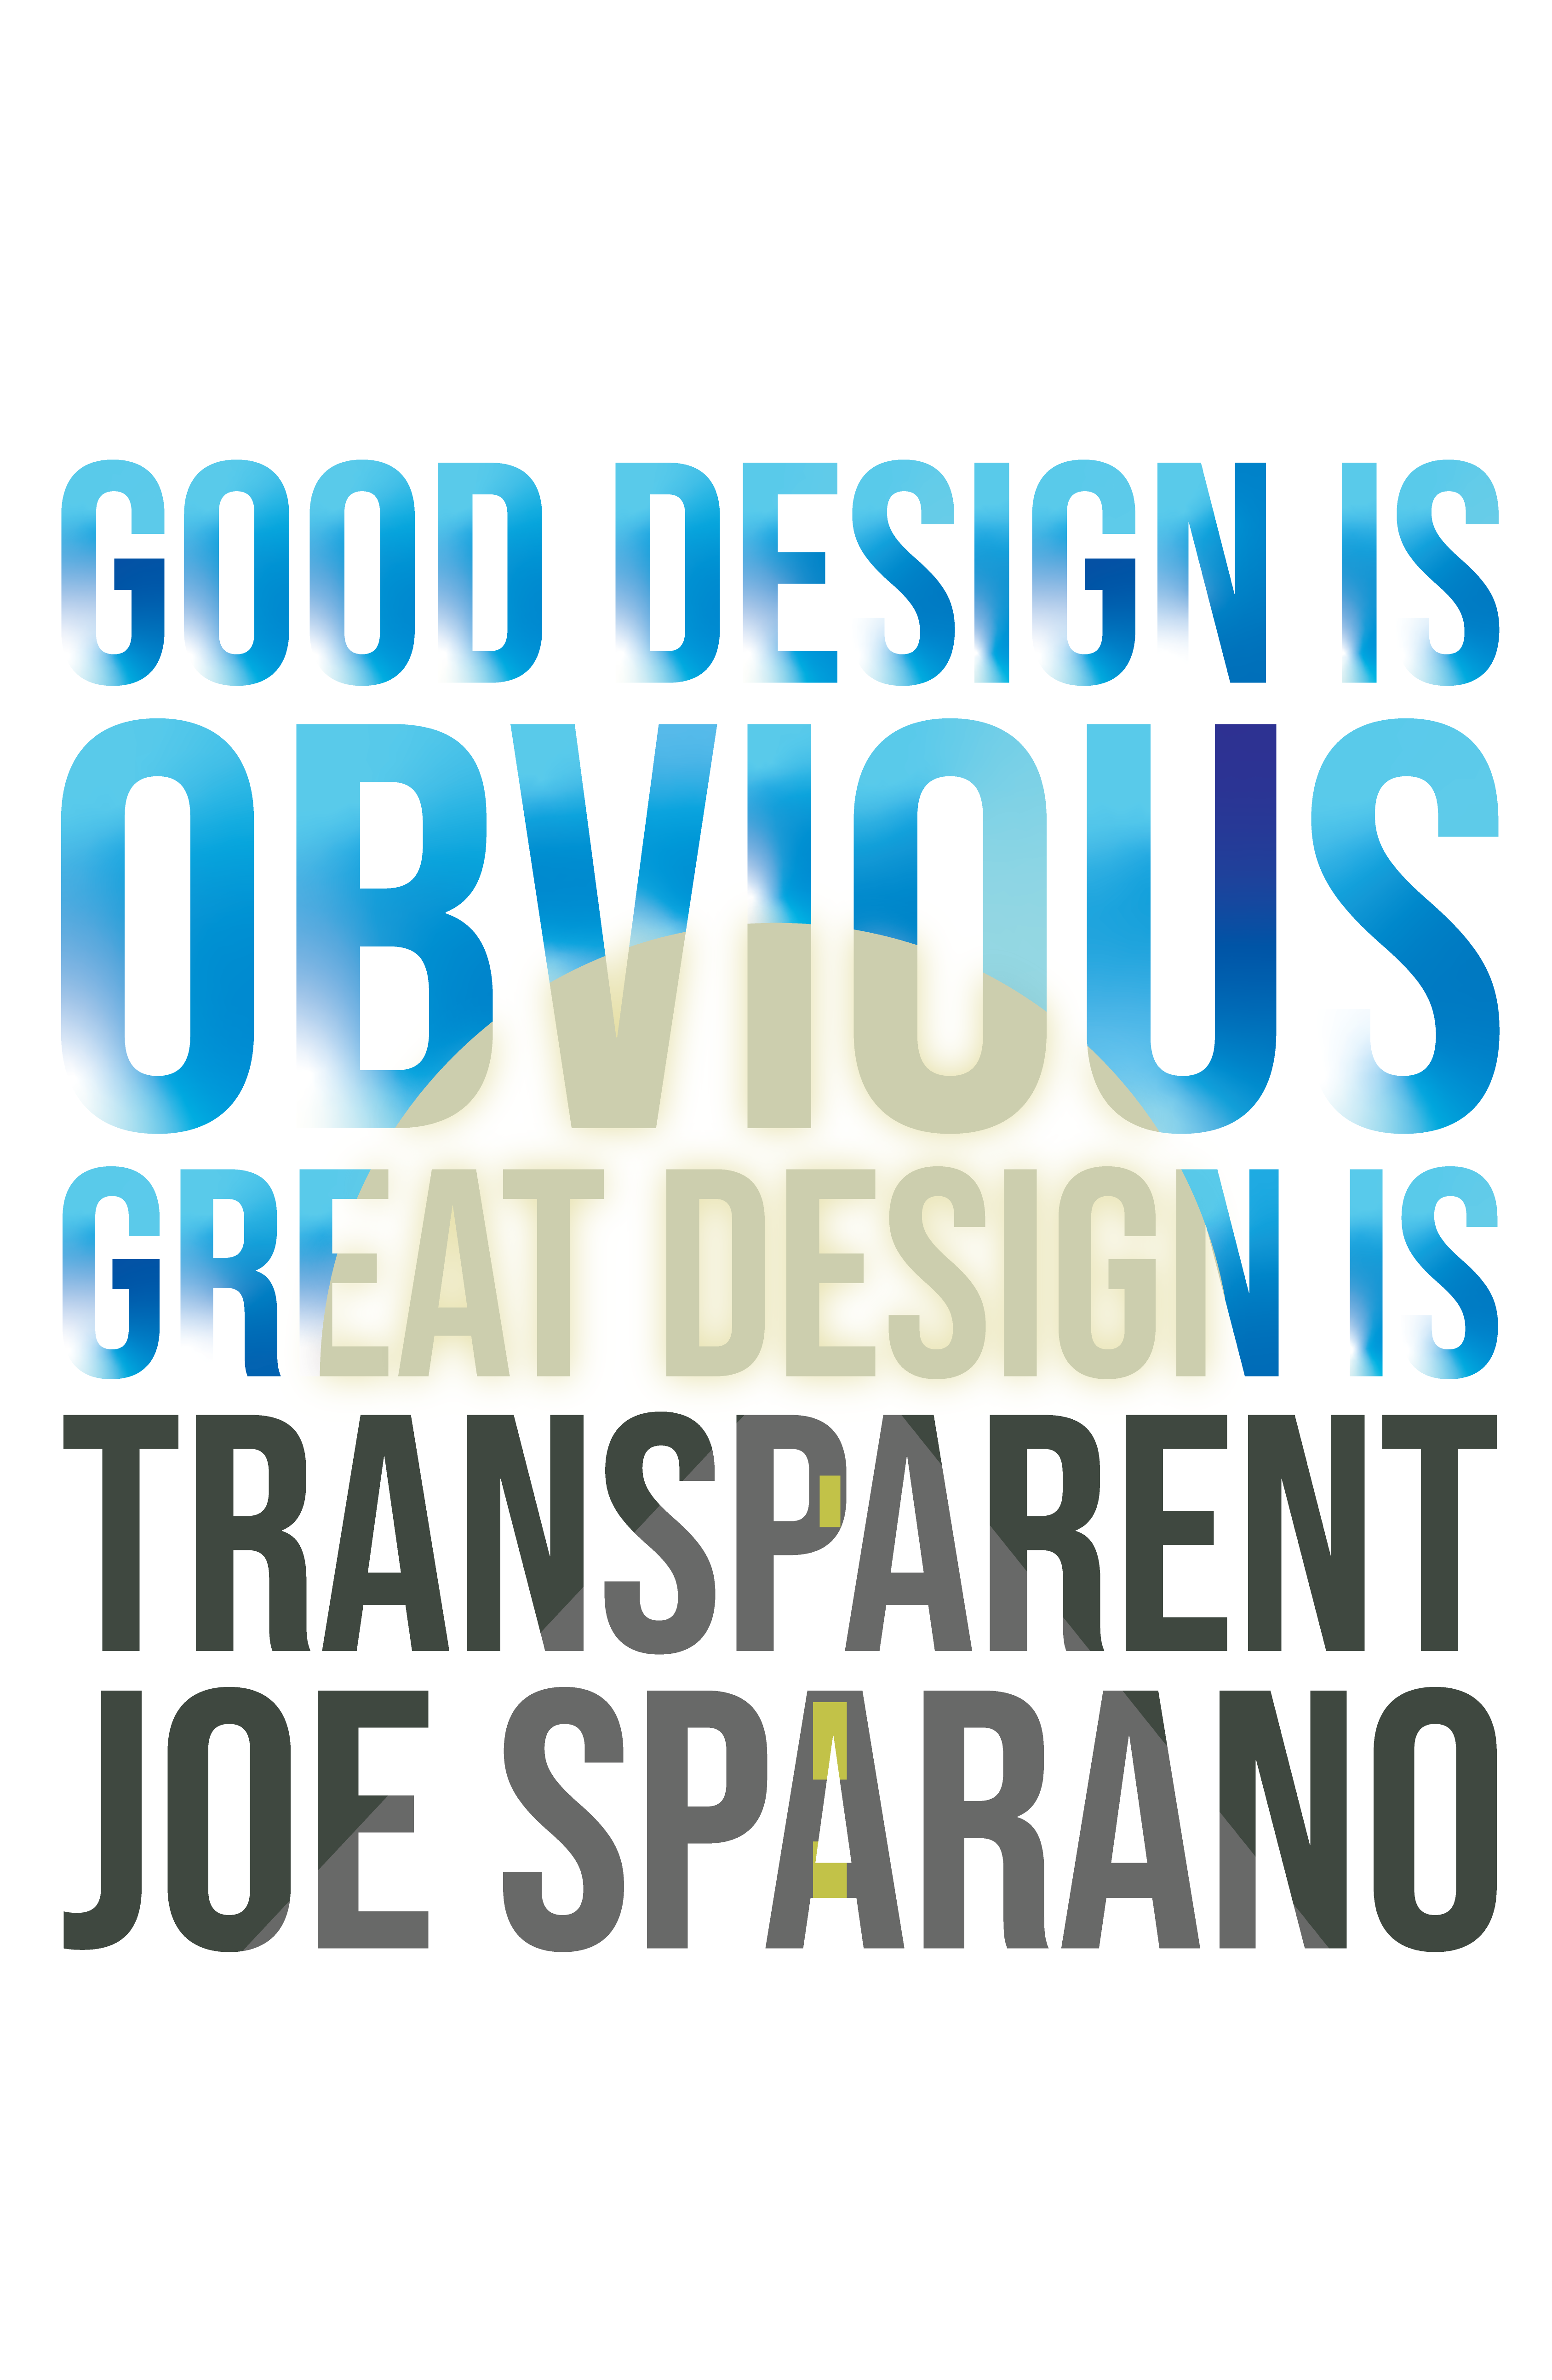 GOOD DESIGN IS
OBVIOUS
GREAT DESIGN IS
TRANSPARENT
JOE SPARANO